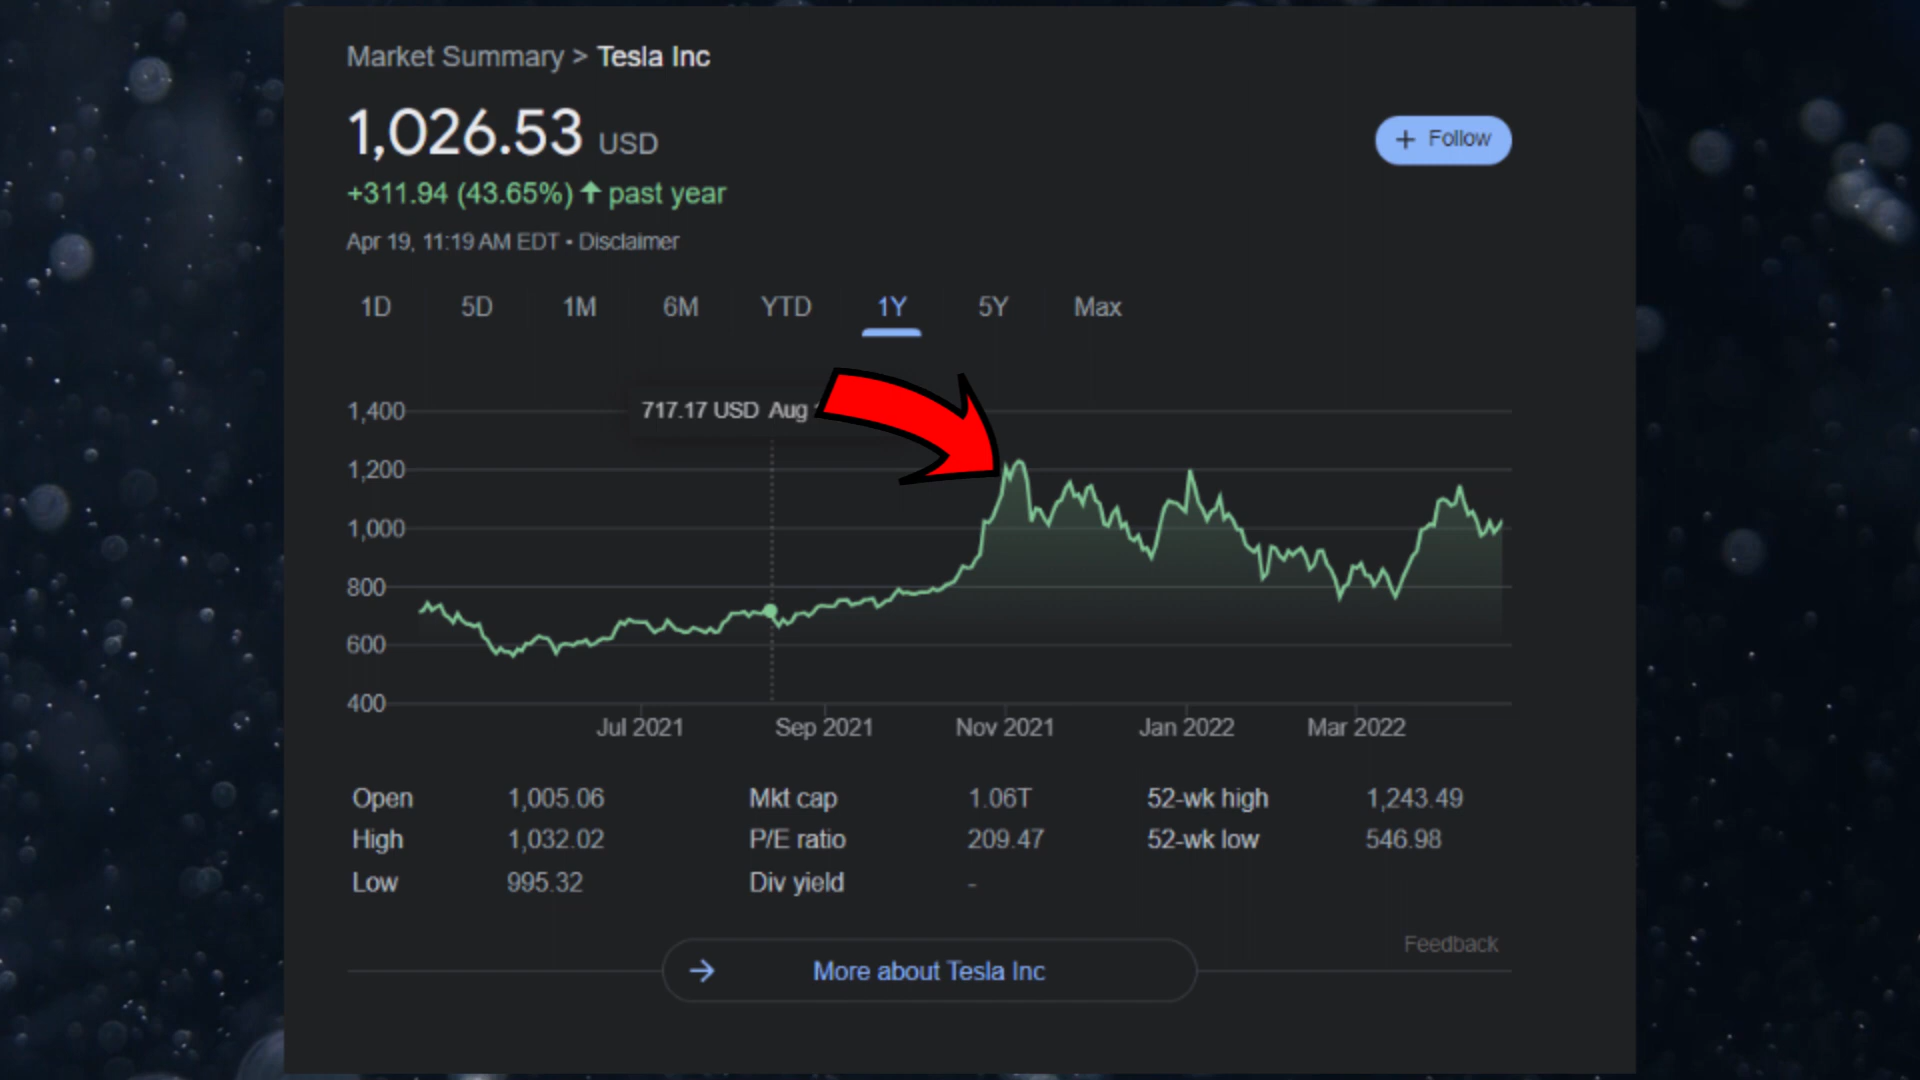 Market Summary > Tesla Inc
1,026.53 USD
+ Follow
+311.94 (43.65%) ↑ past year
Apr 19, 11:19 AM EDT • Disclaimer
1D 5D 1M 6M YTD 1Y 5Y Max
717.17 USD Aug
1,400
1,200
1,000
800
600
400
Jul 2021 Sep 2021 Nov 2021 Jan 2022 Mar 2022
Open 1,005.06 Mkt cap 1.06T 52-wk high 1,243.49
High 1,032.02 P/E ratio 209.47 52-wk low 546.98
Low 995.32 Div yield -
Feedback
→ More about Tesla Inc